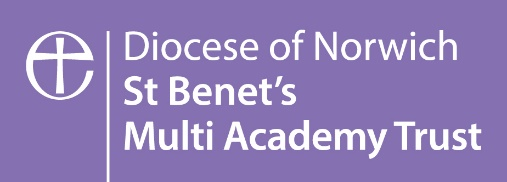 Diocese of Norwich
St Benet's
Multi Academy Trust